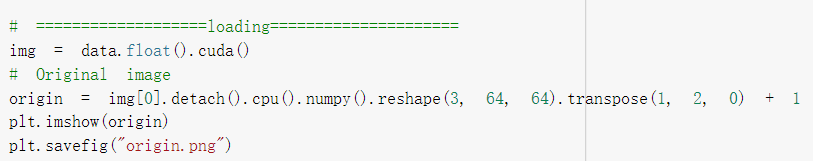 # ===================loading=====================
img = data.float().cuda()
# Original image
origin = img[0].detach().cpu().numpy().reshape(3, 64, 64).transpose(1, 2, 0) + 1
plt.imshow(origin)
plt.savefig("origin.png")